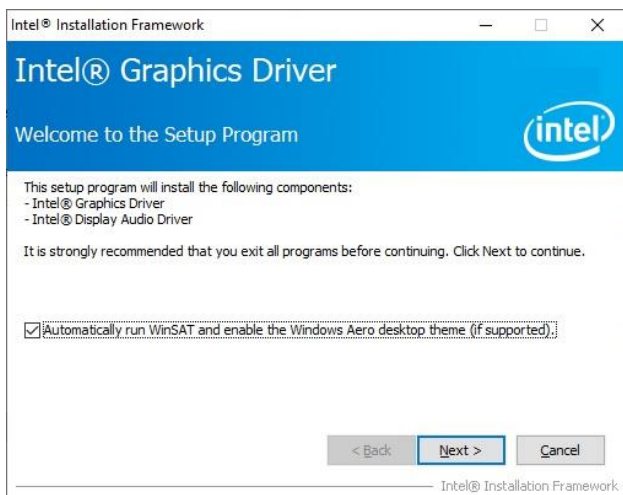 Intel® Installation Framework
Intel® Graphics Driver
Welcome to the Setup Program
intel
This setup program will install the following components:
- Intel® Graphics Driver
- Intel® Display Audio Driver
It is strongly recommended that you exit all programs before continuing. Click Next to continue.
Automatically run WinSAT and enable the Windows Aero desktop theme (if supported).
< Back Next > Cancel
Intel® Installation Framework